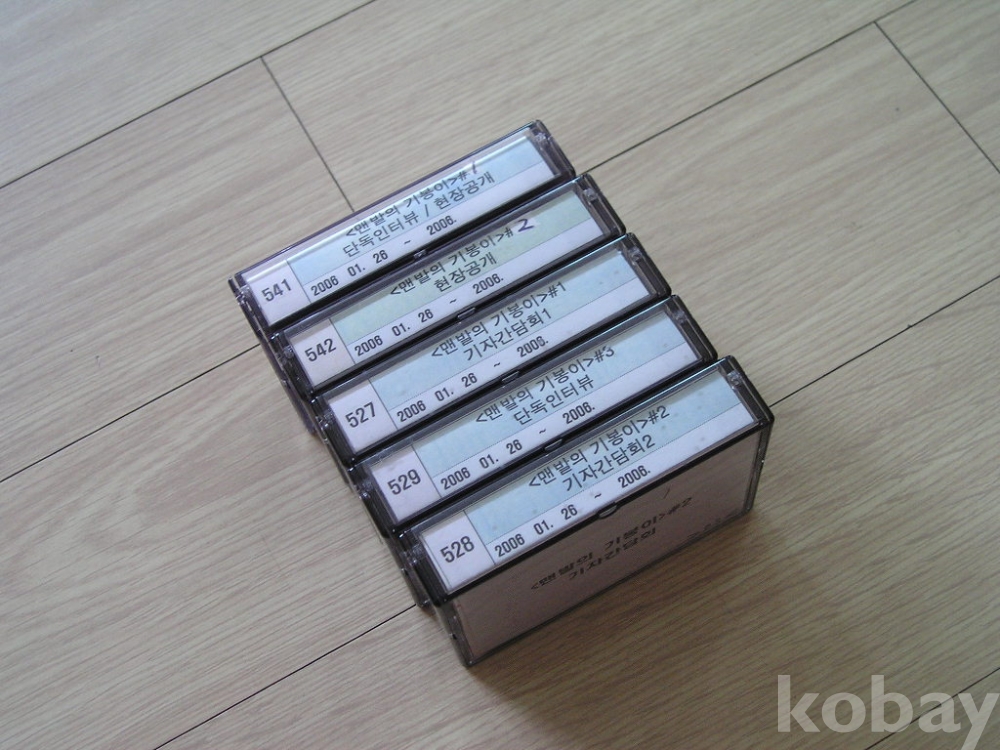 <맨발의 기봉이>#1
단독인터뷰 / 현장공개
541
2006 01. 26 ~ 2006.
<맨발의 기봉이>#2
현장공개
542
2006 01. 26 ~ 2006.
<맨발의 기봉이>#1
기자간담회1
527
2006 01. 26 ~ 2006.
<맨발의 기봉이>#3
단독인터뷰
529
2006 01. 26 ~ 2006.
<맨발의 기봉이>#2
기자간담회2
528
2006 01. 26 ~ 2006.
<맨발의 기봉이>#2
기자간담회
kobay